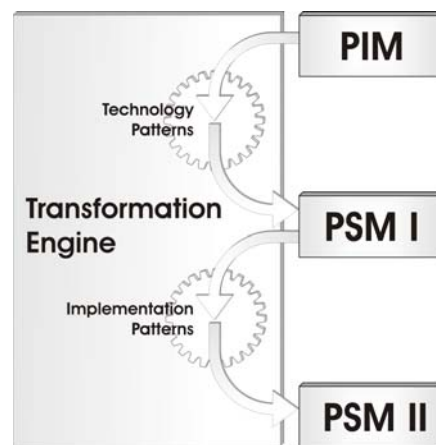 PIM
Technology
Patterns
Transformation
Engine
PSM I
Implementation
Patterns
PSM II